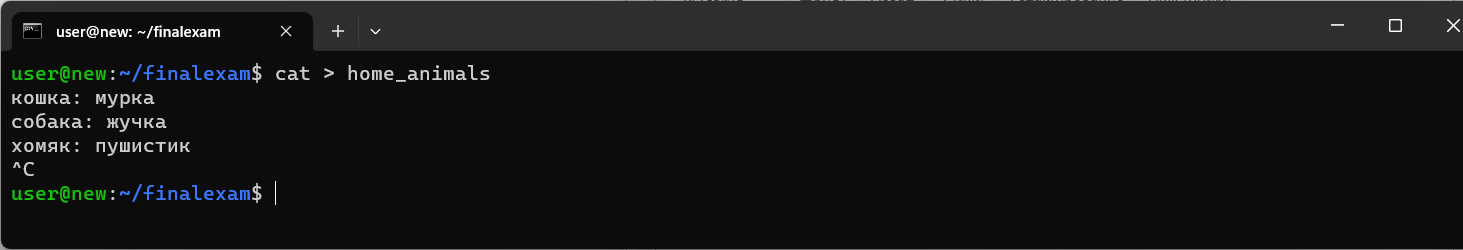 user@new: ~/finalexam
user@new:~/finalexam$ cat > home_animals
кошка: мурка
собака: жучка
хомяк: пушистик
^C
user@new:~/finalexam$